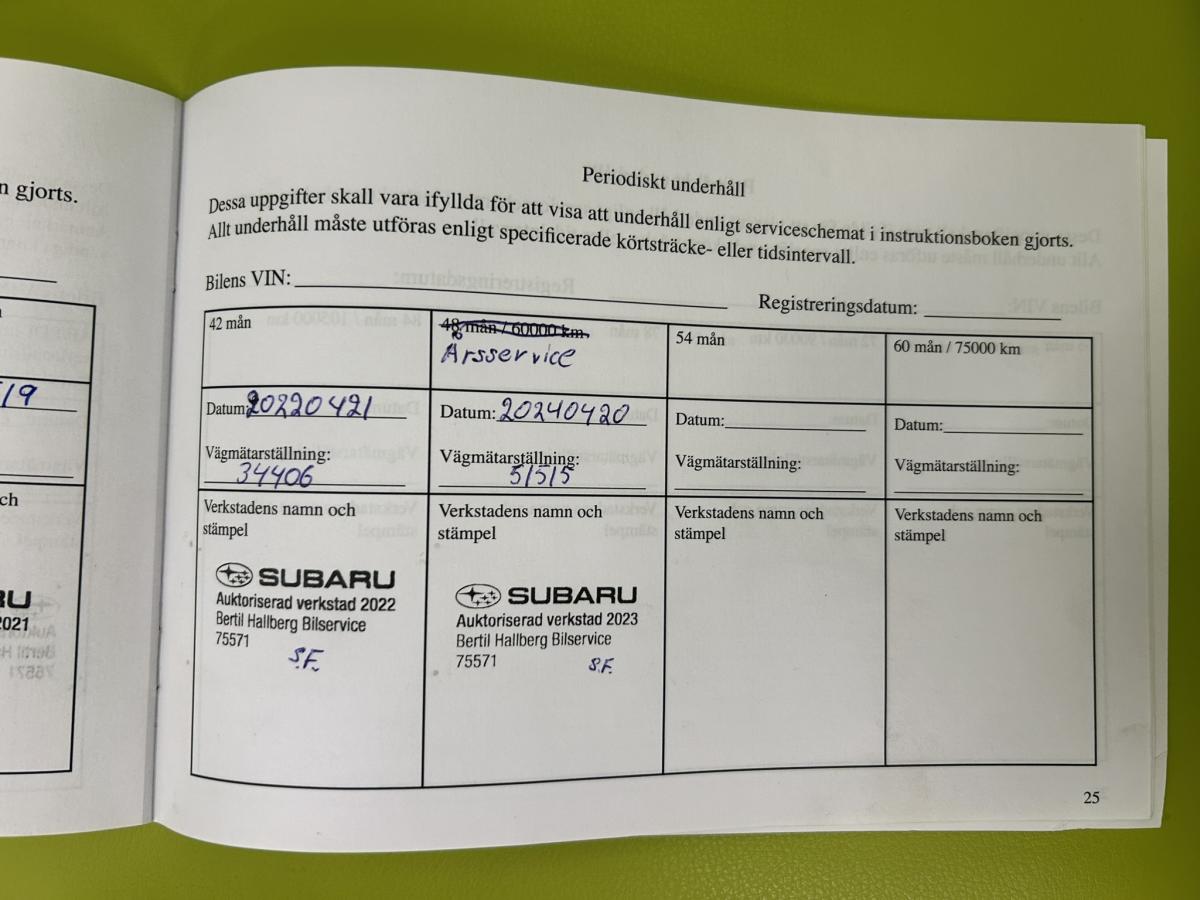 n gjorts.
/19
ch
RU
2021
Periodiskt underhåll
Dessa uppgifter skall vara ifyllda för att visa att underhåll enligt serviceschemat i instruktionsboken gjorts.
Allt underhåll måste utföras enligt specificerade körtsträcke- eller tidsintervall.
Bilens VIN:
Registreringsdatum:
42 mån
Datum: 20220421
Vägmätarställning:
34406
Verkstadens namn och
stämpel
SUBARU
Auktoriserad verkstad 2022
Bertil Hallberg Bilservice
75571
S.F.
48 mån / 60000 km.
Årsservice
Datum: 20240420
Vägmätarställning:
51515
Verkstadens namn och
stämpel
SUBARU
Auktoriserad verkstad 2023
Bertil Hallberg Bilservice
75571
S.F.
54 mån
Datum:
Vägmätarställning:
Verkstadens namn och
stämpel
60 mån / 75000 km
Datum:
Vägmätarställning:
Verkstadens namn och
stämpel
25